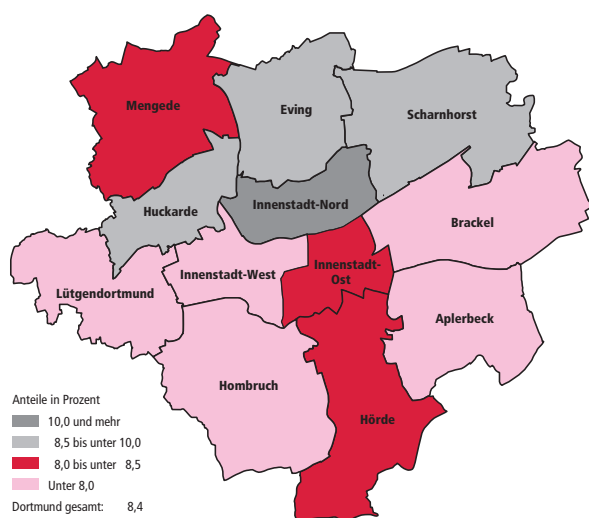 Mengede
Eving
Scharnhorst
Huckarde
Innenstadt-Nord
Brackel
Lütgendortmund
Innenstadt-West
Innenstadt-
Ost
Aplerbeck
Hombruch
Hörde
Anteile in Prozent
10,0 und mehr
8,5 bis unter 10,0
8,0 bis unter 8,5
Unter 8,0
Dortmund gesamt: 8,4